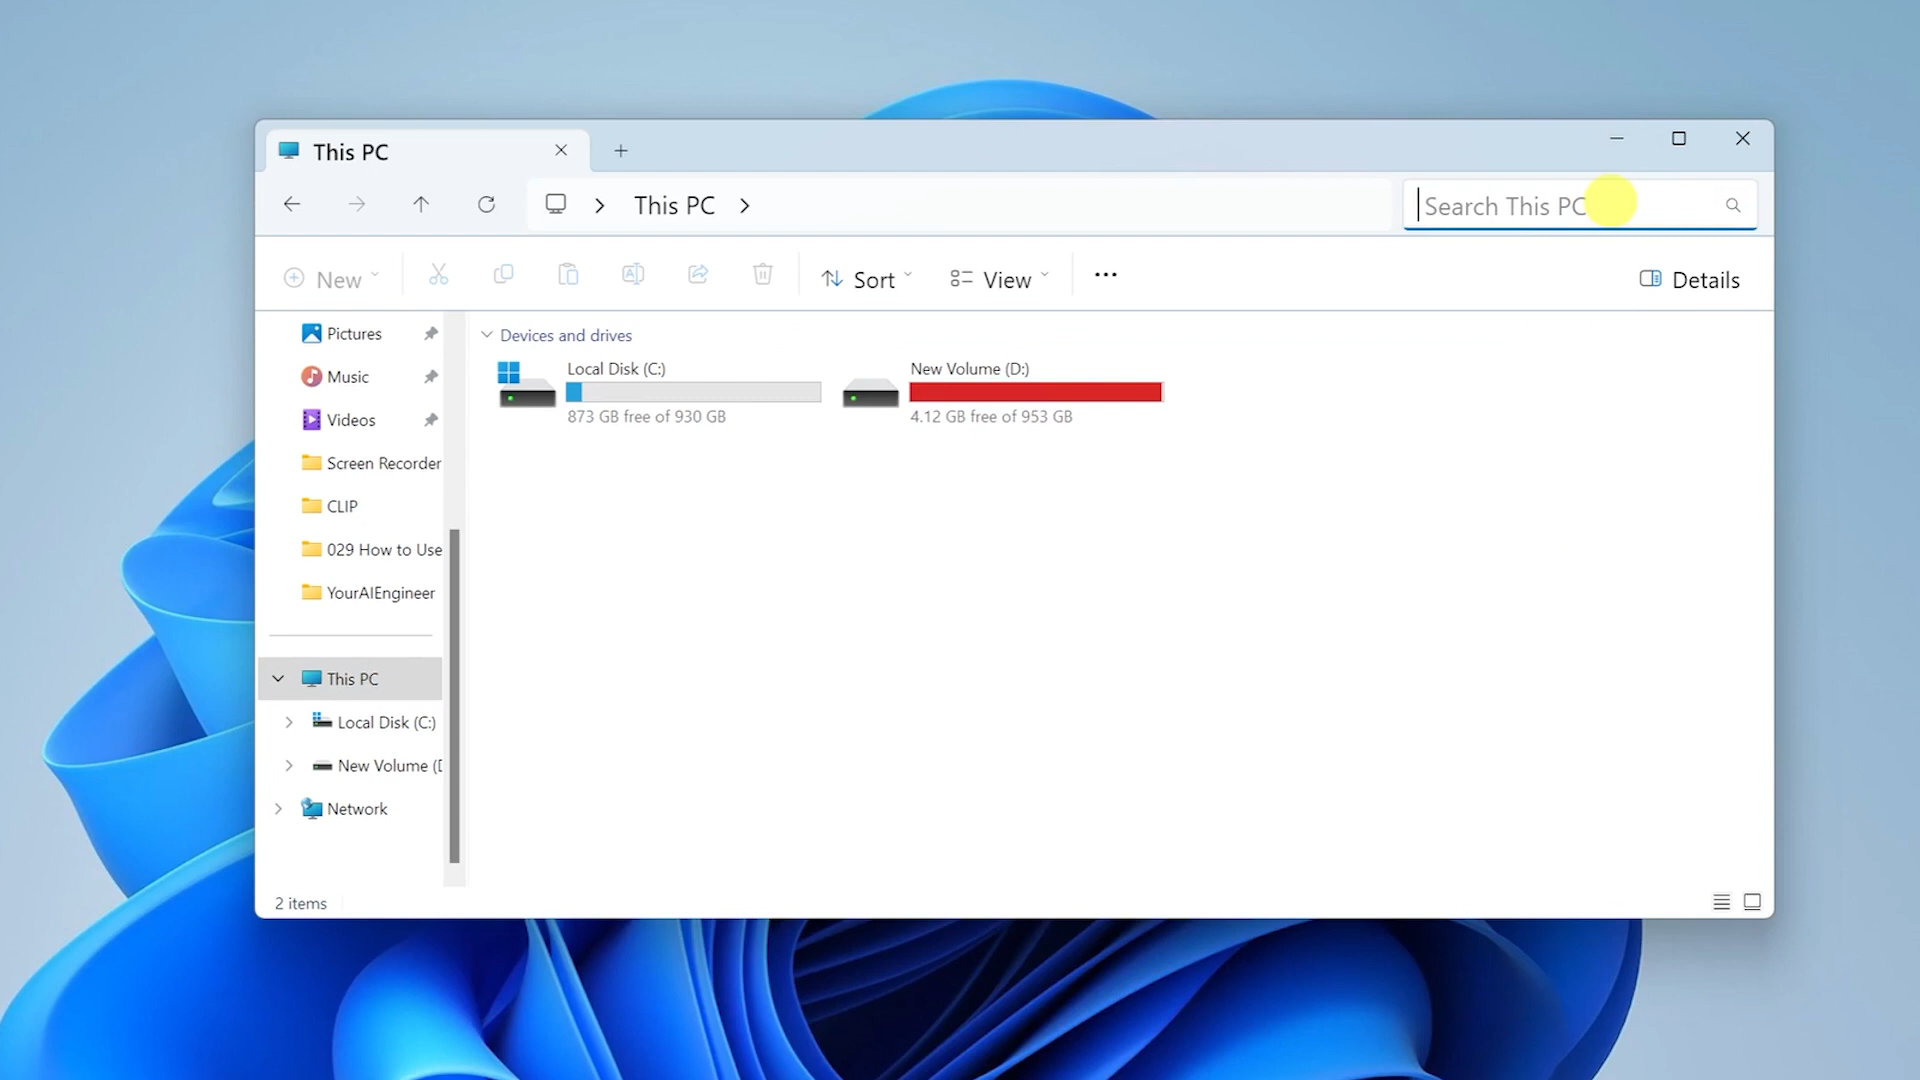 This PC
This PC
Search This PC
New
Sort
View
Details
Pictures
Music
Videos
Screen Recorder
CLIP
029 How to Use
YourAIEngineer
This PC
Local Disk (C:)
New Volume (D
Network
Devices and drives
Local Disk (C:)
873 GB free of 930 GB
New Volume (D:)
4.12 GB free of 953 GB
2 items